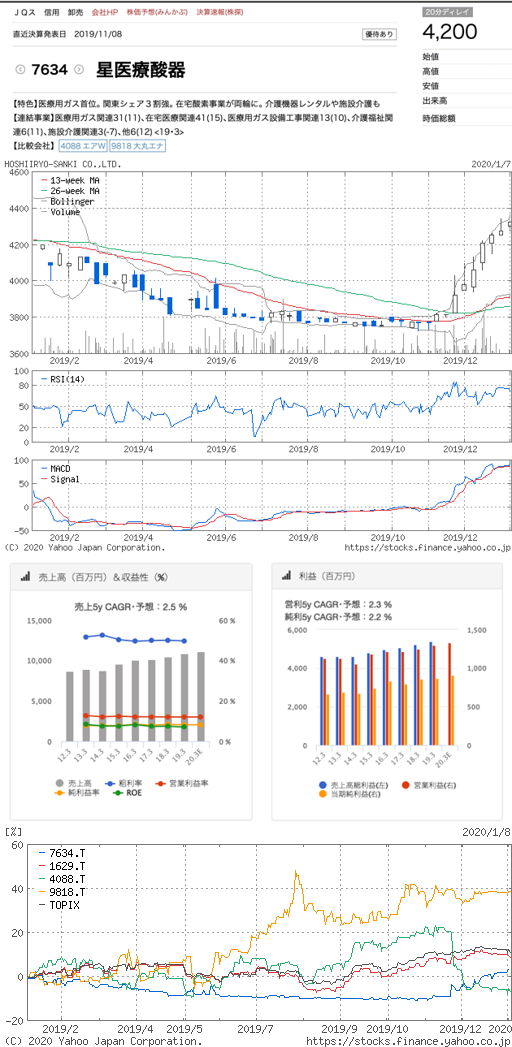 JQス 信用 卸売 会社HP 株価予想(みんかぶ) 決算速報(株探)
20分ディレイ
直近決算発表日 2019/11/08
優待あり
4,200
7634 星医療酸器
始値
高値
安値
出来高
時価総額
【特色】医療用ガス首位。関東シェア3割強。在宅酸素事業が両輪に。介護機器レンタルや施設介護も
【連結事業】医療用ガス関連31(11)、在宅医療関連41(15)、医療用ガス設備工事関連13(10)、介護福祉関
連6(11)、施設介護関連3(-7)、他6(12) <19・3>
【比較会社】 4088 エアW 9818 大丸エナ
HOSHIIRYO-SANKI CO.,LTD. 2020/1/7
4600
4400
4200
4000
3800
3600
13-week MA
26-week MA
Bollinger
Volume
2019/2 2019/4 2019/6 2019/8 2019/10 2019/12
100
50
0
RSI(14)
2019/2 2019/4 2019/6 2019/8 2019/10 2019/12
100
50
0
-50
MACD
Signal
2019/2 2019/4 2019/6 2019/8 2019/10 2019/12
(C) 2020 Yahoo Japan Corporation. https://stocks.finance.yahoo.co.jp
売上高（百万円）＆収益性（%）
売上5y CAGR・予想：2.5 %
15,000
10,000
5,000
0
60 %
40 %
20 %
0 %
12.3 13.3 14.3 15.3 16.3 17.3 18.3 19.3 20.3E
売上高 粗利率 営業利益率
純利益率 ROE
利益（百万円）
営利5y CAGR・予想：2.3 %
純利5y CAGR・予想：2.2 %
6,000
4,000
2,000
0
1,500
1,000
500
0
12.3 13.3 14.3 15.3 16.3 17.3 18.3 19.3 20.3E
売上高総利益(左) 営業利益(右)
当期純利益(右)
[%] 2020/1/8
60
40
20
0
-20
7634.T
1629.T
4088.T
9818.T
TOPIX
2019/2 2019/4 2019/5 2019/7 2019/9 2019/10 2019/12 2020
(C) 2020 Yahoo Japan Corporation. https://stocks.finance.yahoo.co.jp